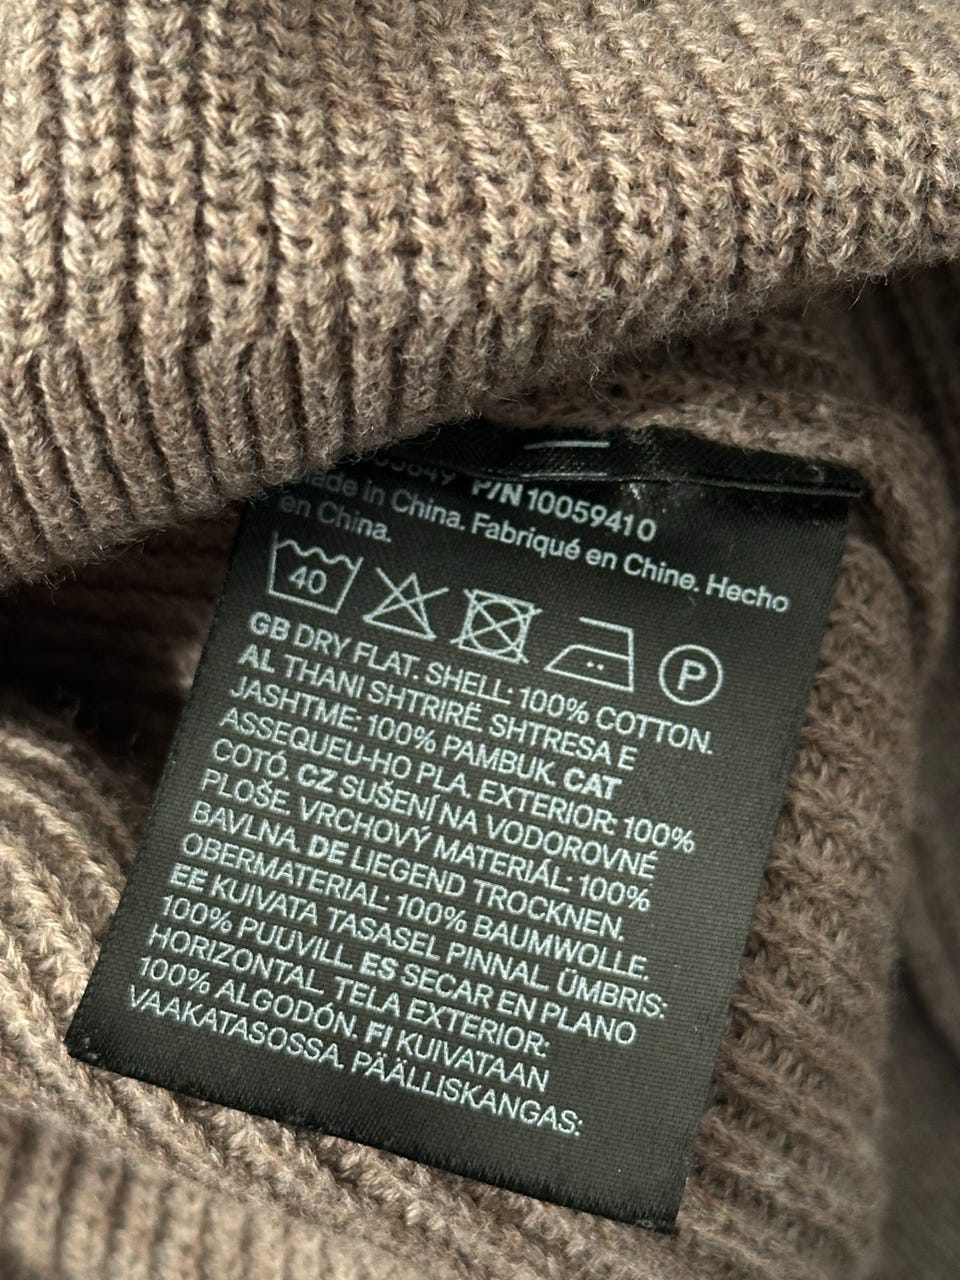 P/N 10059410
in China. Fabriqué en Chine. Hecho
en China.
40
P
GB DRY FLAT. SHELL: 100% COTTON.
AL THANI SHTRIRË. SHTRESA E
JASHTME: 100% PAMBUK. CAT
ASSEQUEU-HO PLA. EXTERIOR: 100%
COTÓ. CZ SUŠENÍ NA VODOROVNÉ
PLOŠE. VRCHOVÝ MATERIÁL: 100%
BAVLNA. DE LIEGEND TROCKNEN.
OBERMATERIAL: 100% BAUMWOLLE.
EE KUIVATA TASASEL PINNAL. ÜMBRIS:
100% PUUVILL. ES SECAR EN PLANO
HORIZONTAL. TELA EXTERIOR:
100% ALGODÓN. FI KUIVATAAN
VAAKATASOSSA. PÄÄLLISKANGAS: